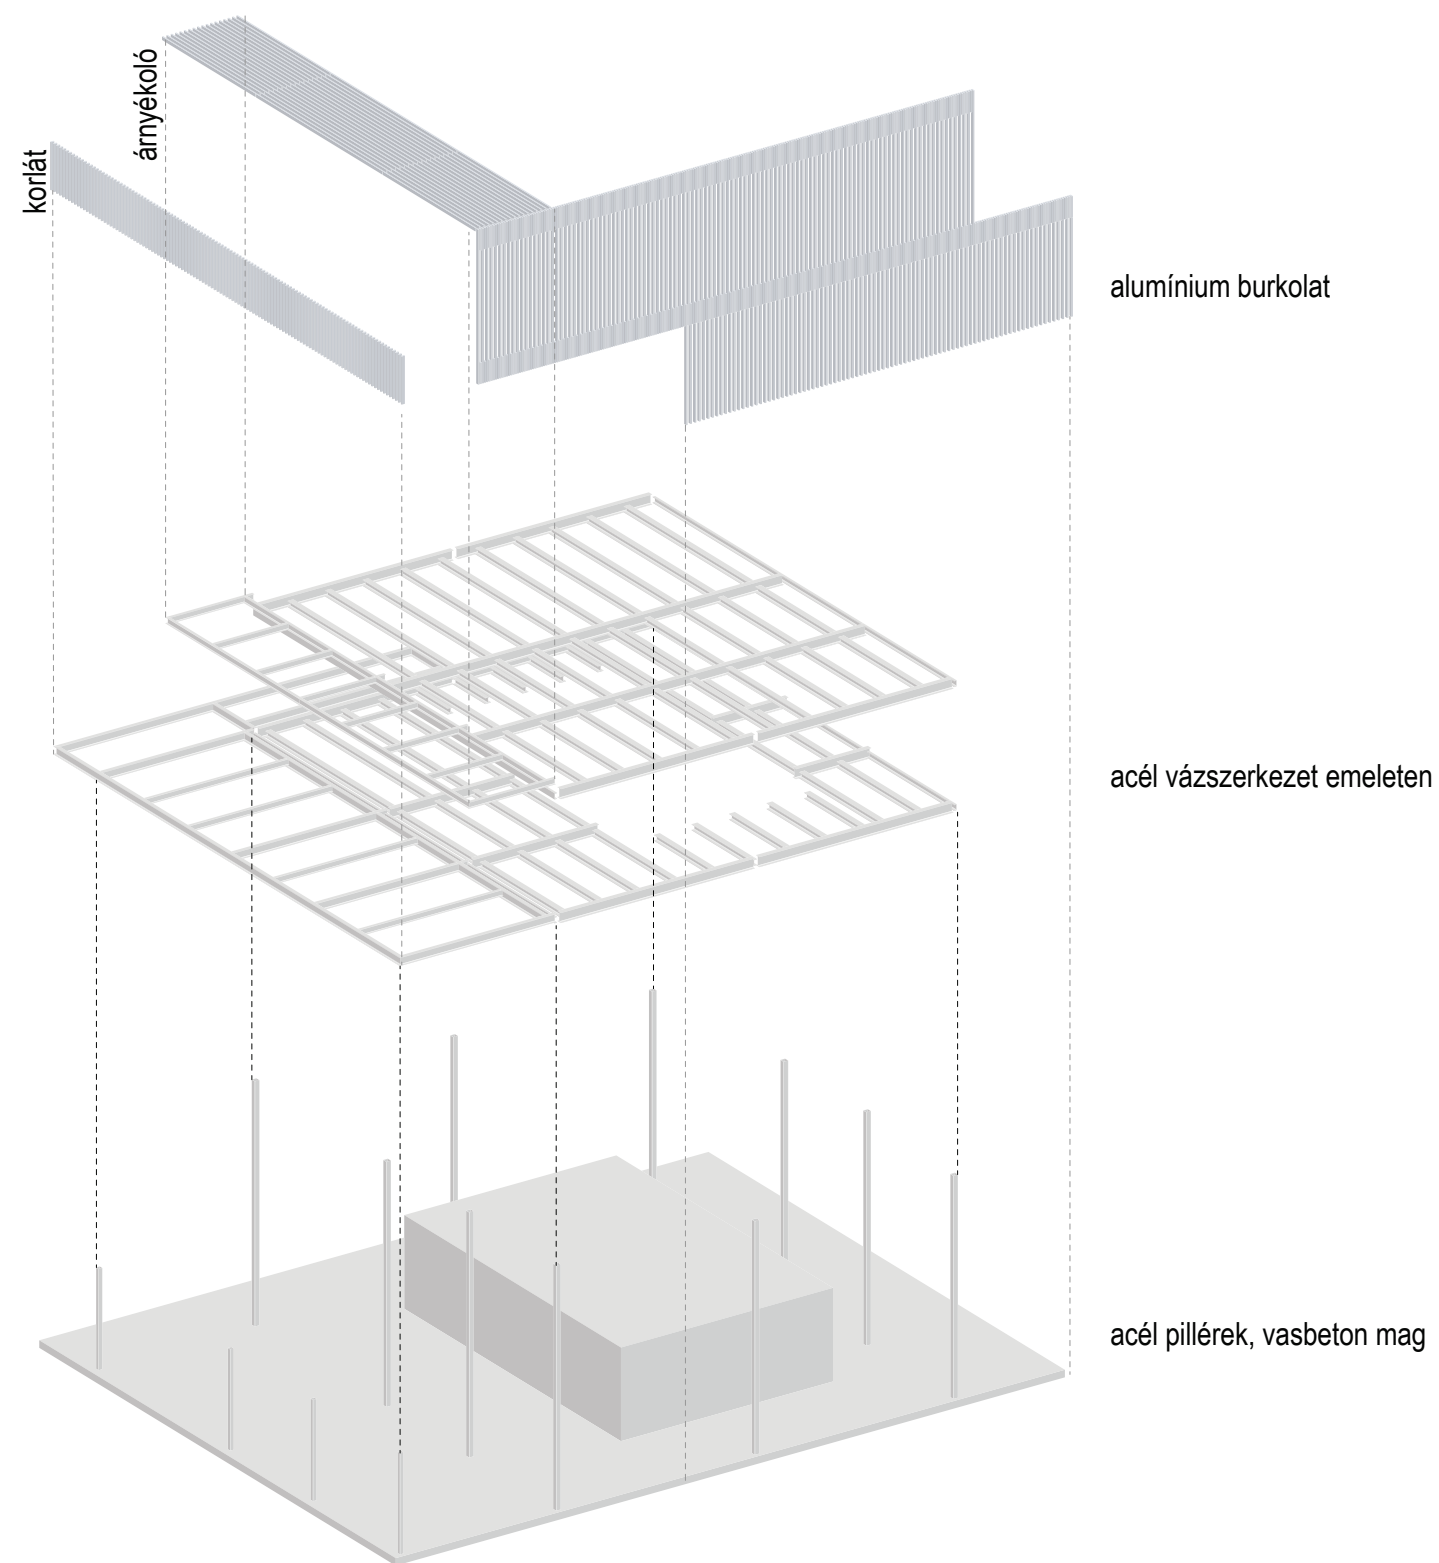 árnyékoló
korlát
alumínium burkolat
acél vázszerkezet emeleten
acél pillérek, vasbeton mag